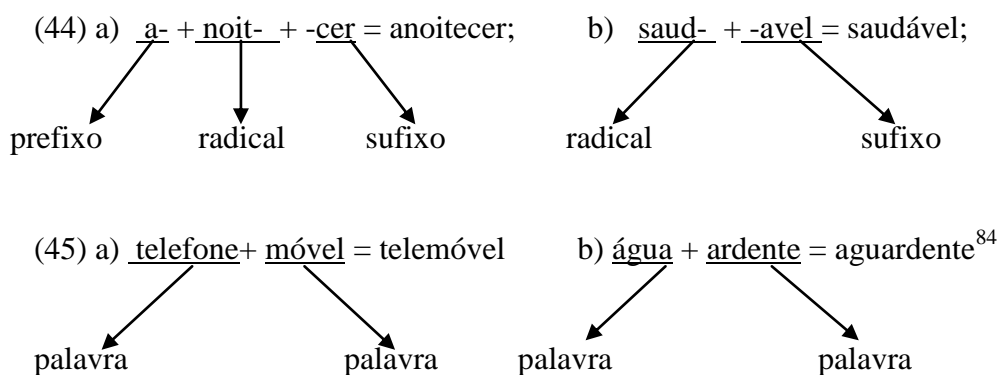 (44) a) a- + noit- + -cer = anoitecer; b) saud- + -avel = saudável;
prefixo radical sufixo radical sufixo
(45) a) telefone+ móvel = telemóvel b) água + ardente = aguardente84
palavra palavra palavra palavra